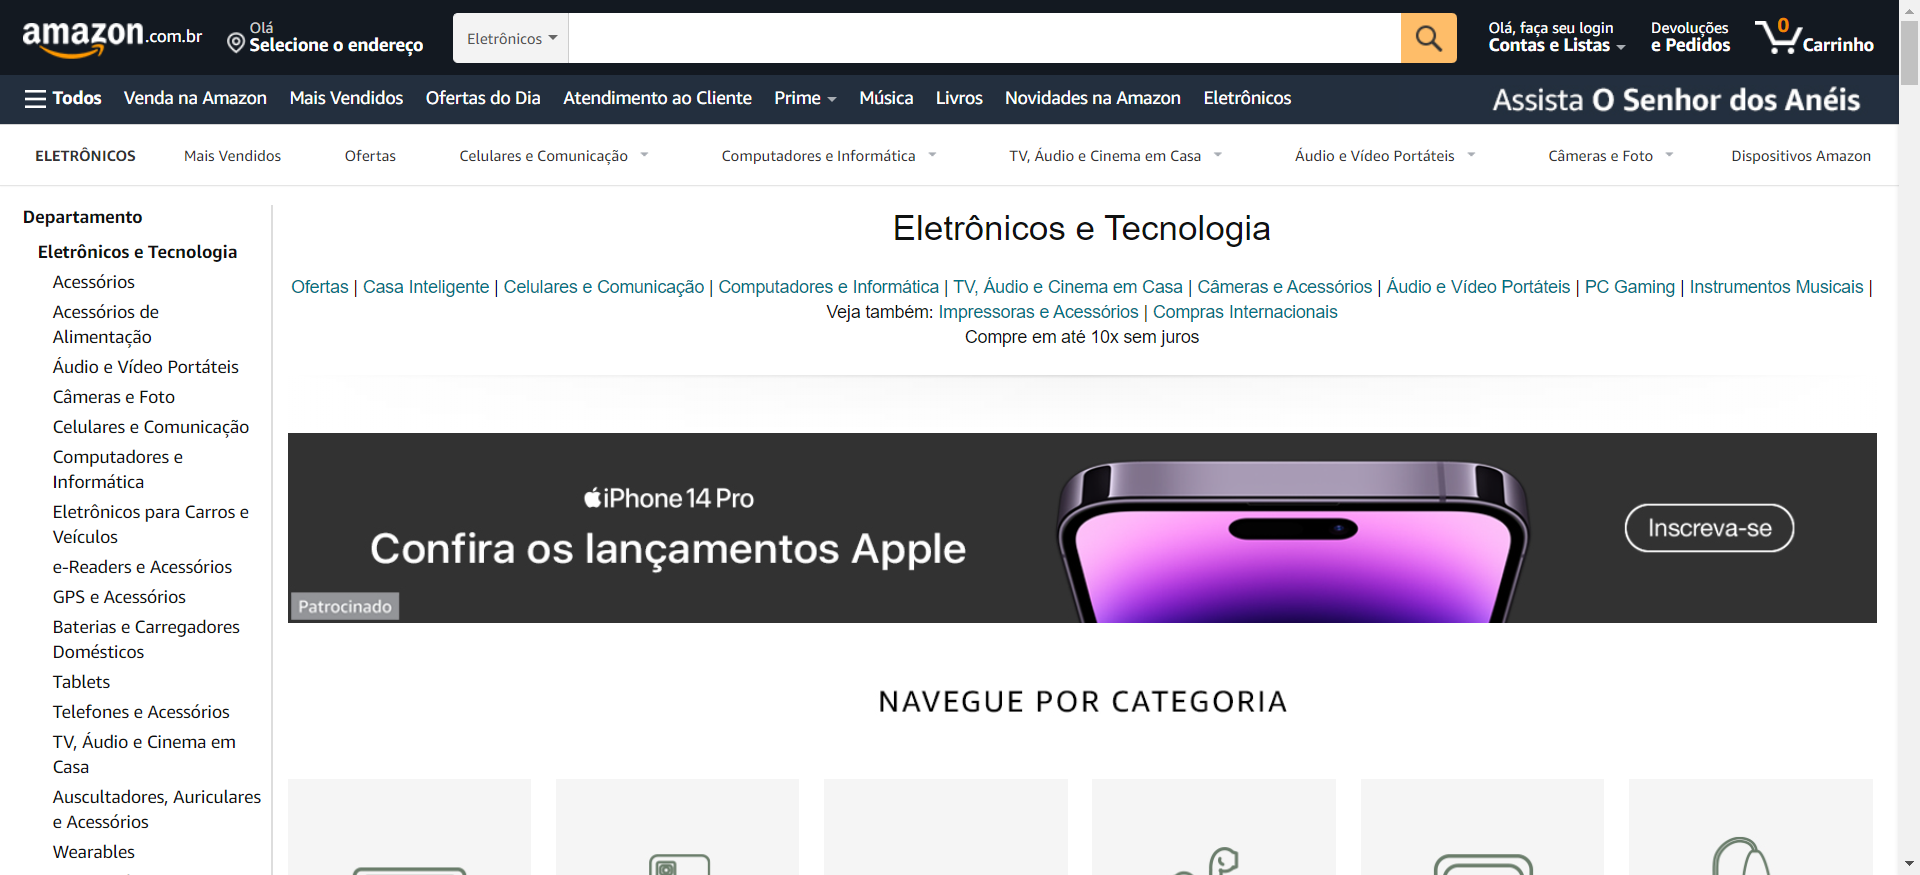 amazon.com.br
Olá
Selecione o endereço
Eletrônicos
Olá, faça seu login
Contas e Listas
Devoluções
e Pedidos
0
Carrinho
Todos
Venda na Amazon
Mais Vendidos
Ofertas do Dia
Atendimento ao Cliente
Prime
Música
Livros
Novidades na Amazon
Eletrônicos
Assista O Senhor dos Anéis
ELETRÔNICOS
Mais Vendidos
Ofertas
Celulares e Comunicação
Computadores e Informática
TV, Áudio e Cinema em Casa
Áudio e Vídeo Portáteis
Câmeras e Foto
Dispositivos Amazon
Departamento
Eletrônicos e Tecnologia
Acessórios
Acessórios de
Alimentação
Áudio e Vídeo Portáteis
Câmeras e Foto
Celulares e Comunicação
Computadores e
Informática
Eletrônicos para Carros e
Veículos
e-Readers e Acessórios
GPS e Acessórios
Baterias e Carregadores
Domésticos
Tablets
Telefones e Acessórios
TV, Áudio e Cinema em
Casa
Auscultadores, Auriculares
e Acessórios
Wearables
Eletrônicos e Tecnologia
Ofertas | Casa Inteligente | Celulares e Comunicação | Computadores e Informática | TV, Áudio e Cinema em Casa | Câmeras e Acessórios | Áudio e Vídeo Portáteis | PC Gaming | Instrumentos Musicais |
Veja também: Impressoras e Acessórios | Compras Internacionais
Compre em até 10x sem juros
iPhone 14 Pro
Confira os lançamentos Apple
Inscreva-se
Patrocinado
NAVEGUE POR CATEGORIA